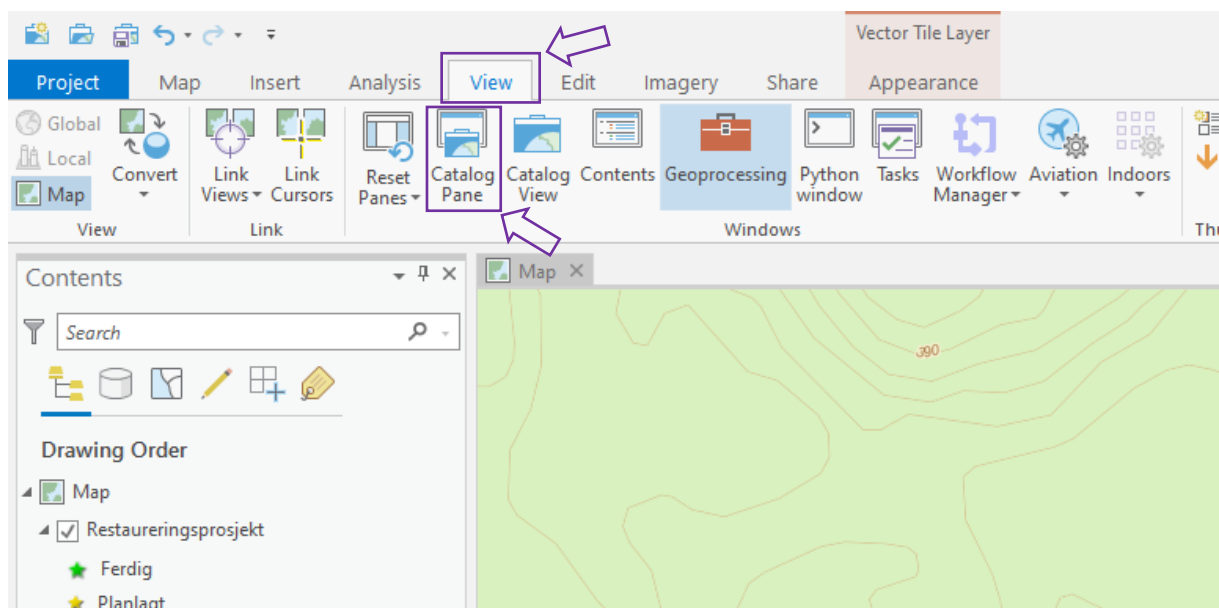 Vector Tile Layer
Project Map Insert Analysis View Edit Imagery Share Appearance
Global
Local
Map
Convert
Link Views
Link Cursors
Reset Panes
Catalog Pane
Catalog View
Contents
Geoprocessing
Python window
Tasks
Workflow Manager
Aviation
Indoors
View Link Windows
Contents
Map
Search
390
Drawing Order
Map
Restaureringsprosjekt
Ferdig
Planlagt